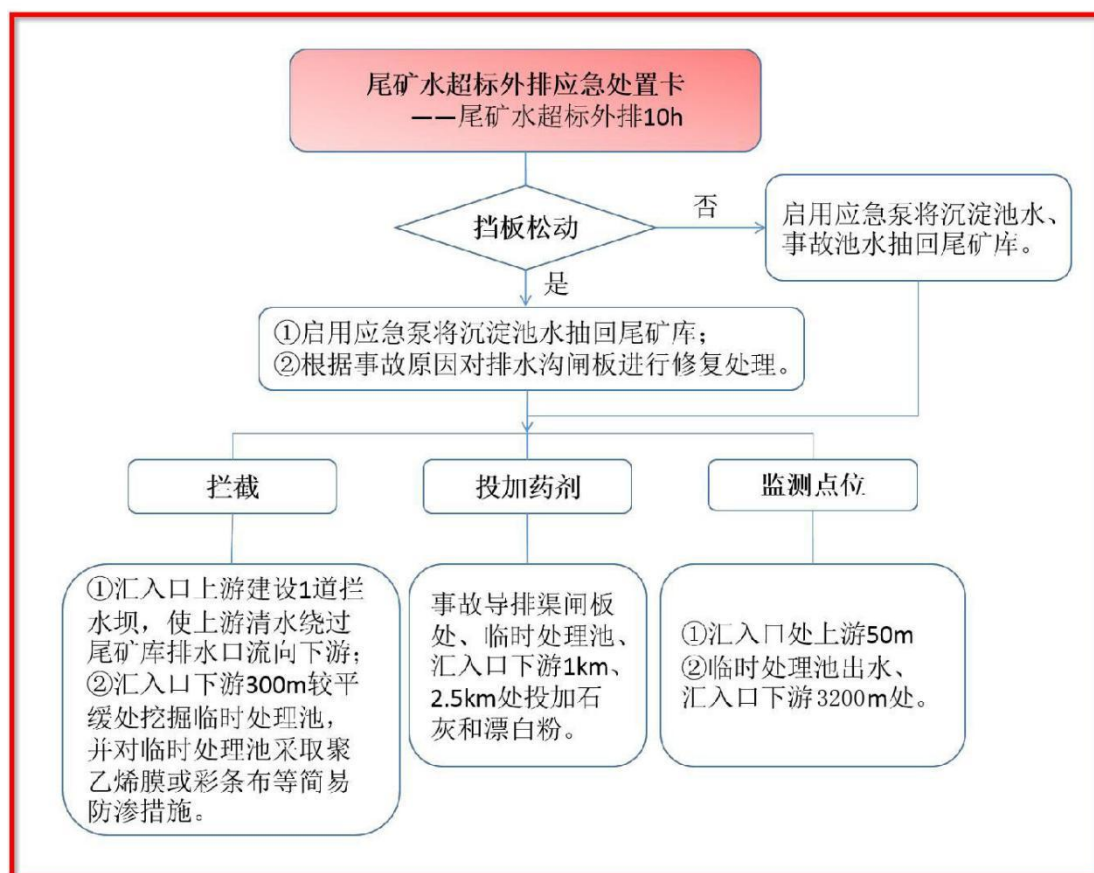 尾矿水超标外排应急处置卡
——尾矿水超标外排10h
挡板松动
否
启用应急泵将沉淀池水、
事故池水抽回尾矿库。
是
①启用应急泵将沉淀池水抽回尾矿库；
②根据事故原因对排水沟闸板进行修复处理。
拦截
投加药剂
监测点位
①汇入口上游建设1道拦
水坝，使上游清水绕过
尾矿库排水口流向下游；
②汇入口下游300m较平
缓处挖掘临时处理池，
并对临时处理池采取聚
乙烯膜或彩条布等简易
防渗措施。
事故导排渠闸板
处、临时处理池、
汇入口下游1km、
2.5km处投加石
灰和漂白粉。
①汇入口处上游50m
②临时处理池出水、
汇入口下游3200m处。